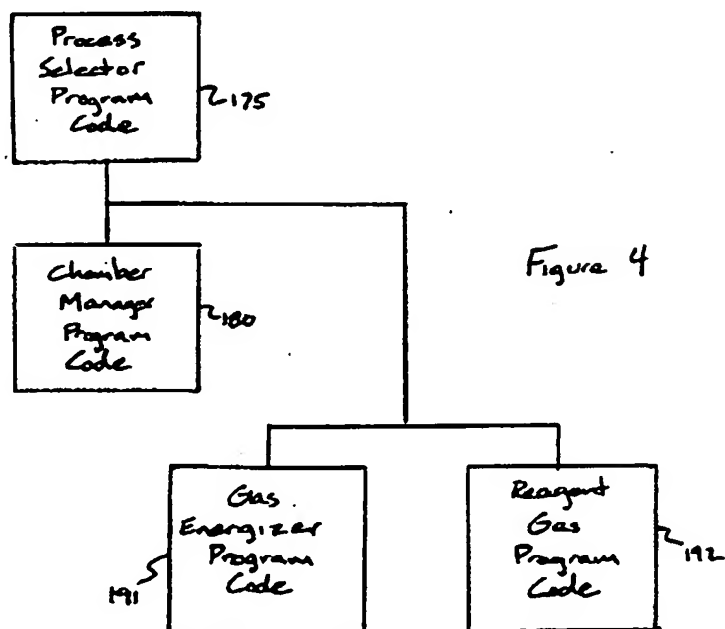 Process
Selector
Program
Code
175
Chamber
Manager
Program
Code
180
Figure 4
Gas
Energizer
Program
Code
191
Reagent
Gas
Program
Code
192